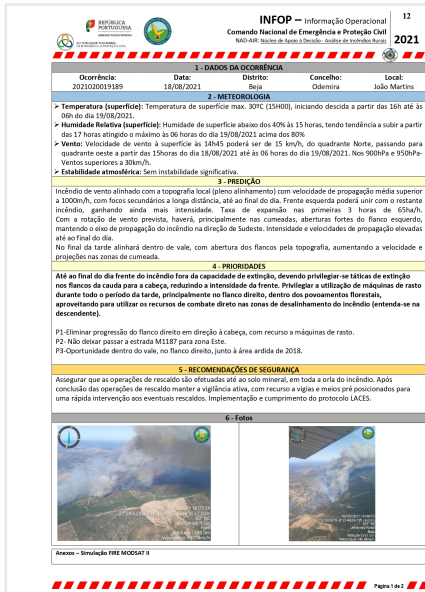 REPÚBLICA
PORTUGUESA
INFOP – Informação Operacional
Comando Nacional de Emergência e Proteção Civil
NAD-AIR: Núcleo de Apoio à Decisão - Análise de Incêndios Rurais
12
2021
1 - DADOS DA OCORRÊNCIA
Ocorrência: Data: Distrito: Concelho: Local:
2021020019189 18/08/2021 Beja Odemira João Martins
2 - METEOROLOGIA
➤ Temperatura (superfície): Temperatura de superfície max. 30ºC (15H00), iniciando descida a partir das 16h até às
06h do dia 19/08/2021.
➤ Humidade Relativa (superfície): Humidade de superfície abaixo dos 40% às 15 horas, tendo tendência a subir a partir
das 17 horas atingindo o máximo às 06 horas do dia 19/08/2021 acima dos 80%
➤ Vento: Velocidade de vento à superfície às 14h45 poderá ser de 15 km/h, do quadrante Norte, passando para
quadrante oeste a partir das 15horas do dia 18/08/2021 até às 06 horas do dia 19/08/2021. Nos 900hPa e 950hPa-
Ventos superiores a 30km/h.
➤ Estabilidade atmosférica: Sem instabilidade significativa.
3 - PREDIÇÃO
Incêndio de vento alinhado com a topografia local (pleno alinhamento) com velocidade de propagação média superior
a 1000m/h, com focos secundários a longa distância, até ao final do dia. Frente esquerda poderá unir com o restante
incêndio, ganhando ainda mais intensidade. Taxa de expansão nas primeiras 3 horas de 65ha/h.
Com a rotação de vento prevista, haverá, principalmente nas cumeadas, aberturas fortes do flanco esquerdo,
mantendo o eixo de propagação do incêndio na direção de Sudeste. Intensidade e velocidades de propagação elevadas
até ao final do dia.
No final da tarde alinhará dentro de vale, com abertura dos flancos pela topografia, aumentando a velocidade e
projeções nas zonas de cumeada.
4 - PRIORIDADES
Até ao final do dia frente do incêndio fora da capacidade de extinção, devendo privilegiar-se táticas de extinção
nos flancos da cauda para a cabeça, reduzindo a intensidade da frente. Privilegiar a utilização de máquinas de rasto
durante todo o período da tarde, principalmente no flanco direito, dentro dos povoamentos florestais,
aproveitando para utilizar os recursos de combate direto nas zonas de desalinhamento do incêndio (entenda-se na
descendente).
P1-Eliminar progressão do flanco direito em direção à cabeça, com recurso a máquinas de rasto.
P2- Não deixar passar a estrada M1187 para zona Este.
P3-Oportunidade dentro do vale, no flanco direito, junto à área ardida de 2018.
5 - RECOMENDAÇÕES DE SEGURANÇA
Assegurar que as operações de rescaldo são efetuadas até ao solo mineral, em toda a orla do incêndio. Após
conclusão das operações de rescaldo manter a vigilância ativa, com recurso a vigias e meios pré posicionados para
uma rápida intervenção aos eventuais rescaldos. Implementação e cumprimento do protocolo LACES.
6 - Fotos
Anexos – Simulação FIRE MODSAT II
Página 1 de 2